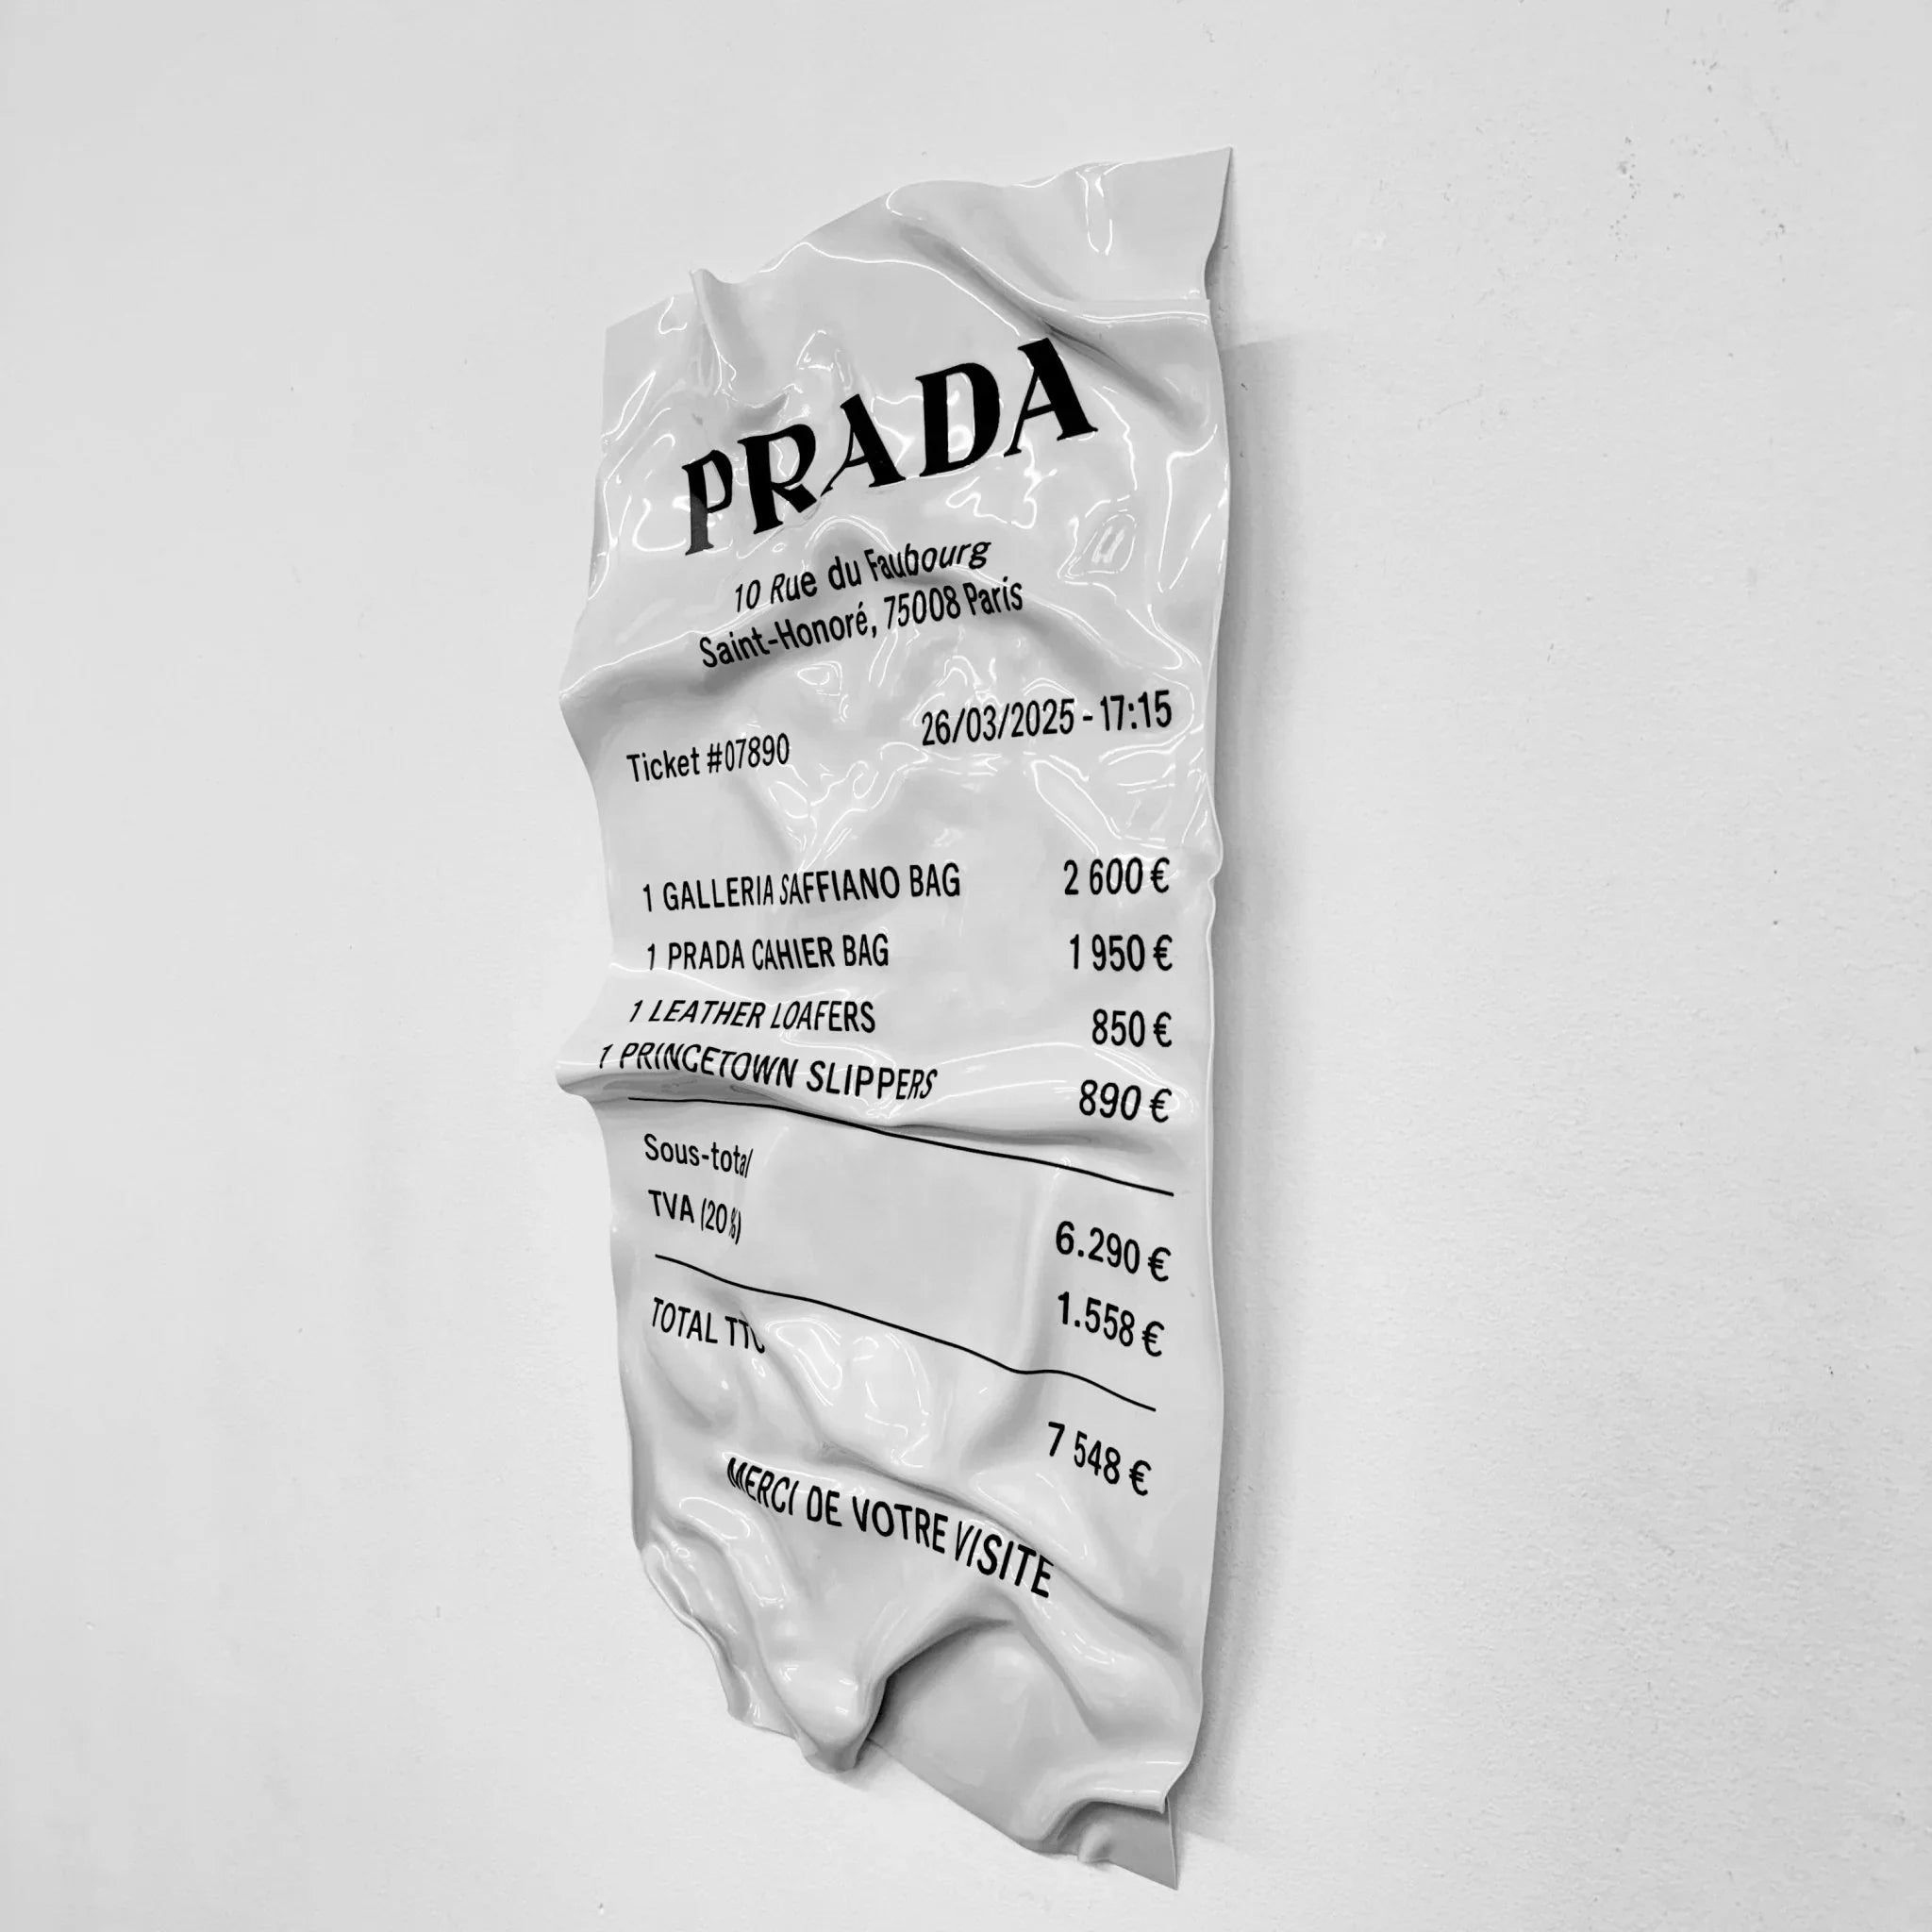 PRADA
10 Rue du Faubourg
Saint-Honoré, 75008 Paris
Ticket #07890 26/03/2025 - 17:15
1 GALLERIA SAFFIANO BAG 2 600 €
1 PRADA CAHIER BAG 1 950 €
1 LEATHER LOAFERS 850 €
1 PRINCETOWN SLIPPERS 890 €
Sous-total 6.290 €
TVA (20%) 1.558 €
TOTAL TTC 7 548 €
MERCI DE VOTRE VISITE